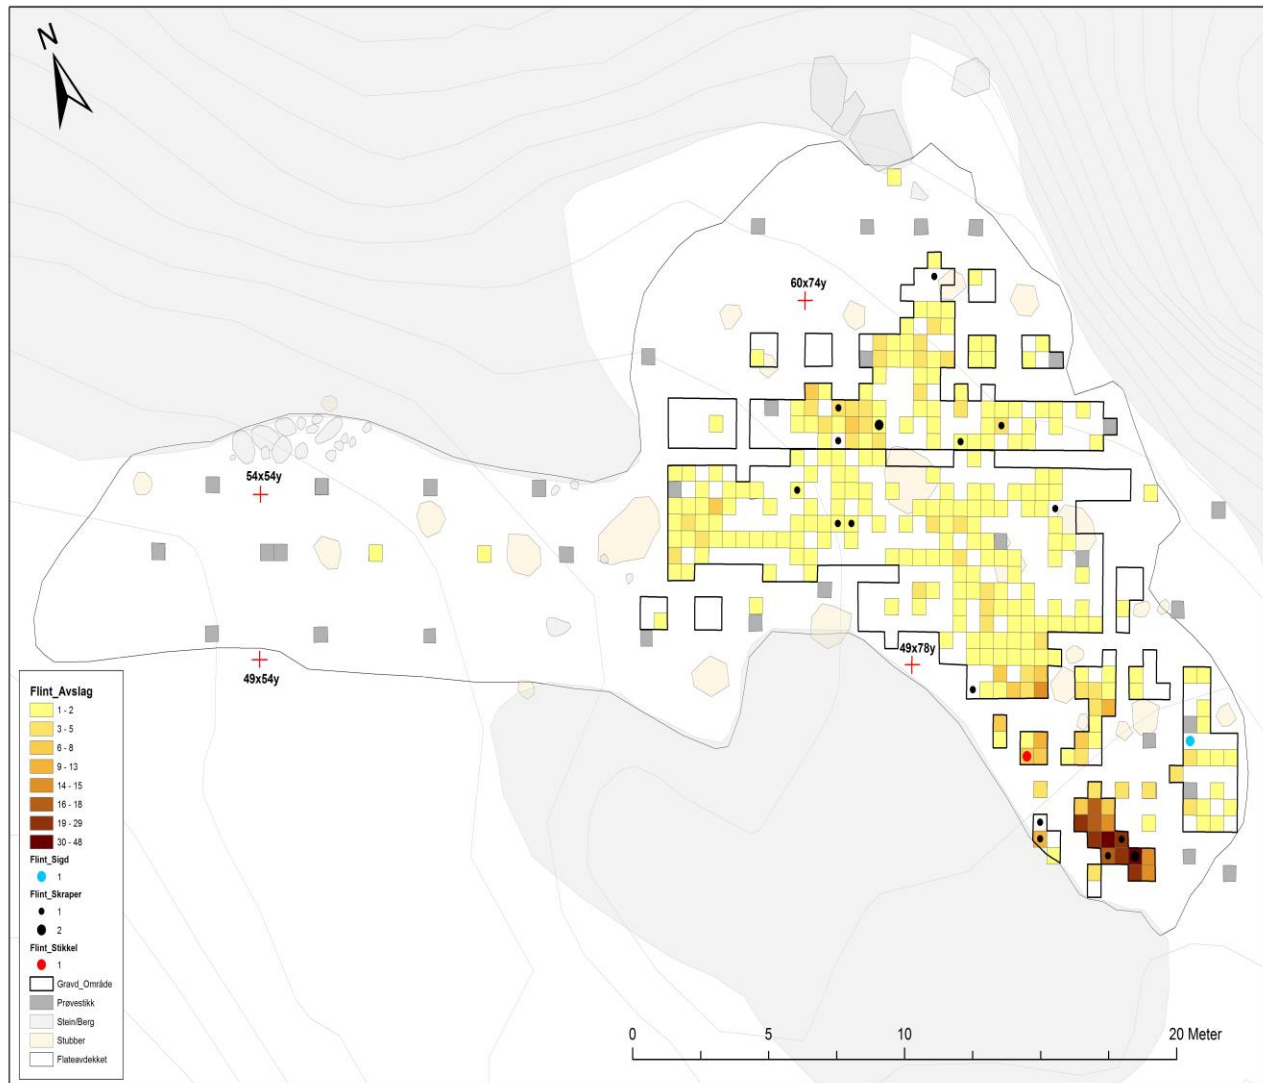 N
60x74y
54x54y
49x54y
49x78y
Flint_Avslag
1 - 2
3 - 5
6 - 8
9 - 13
14 - 15
16 - 18
19 - 29
30 - 48
Flint_Sigd
1
Flint_Skraper
1
2
Flint_Stikkel
1
Gravd_Område
Prøvestikk
Stein/Berg
Stubber
Flateavdekket
0 5 10 20 Meter